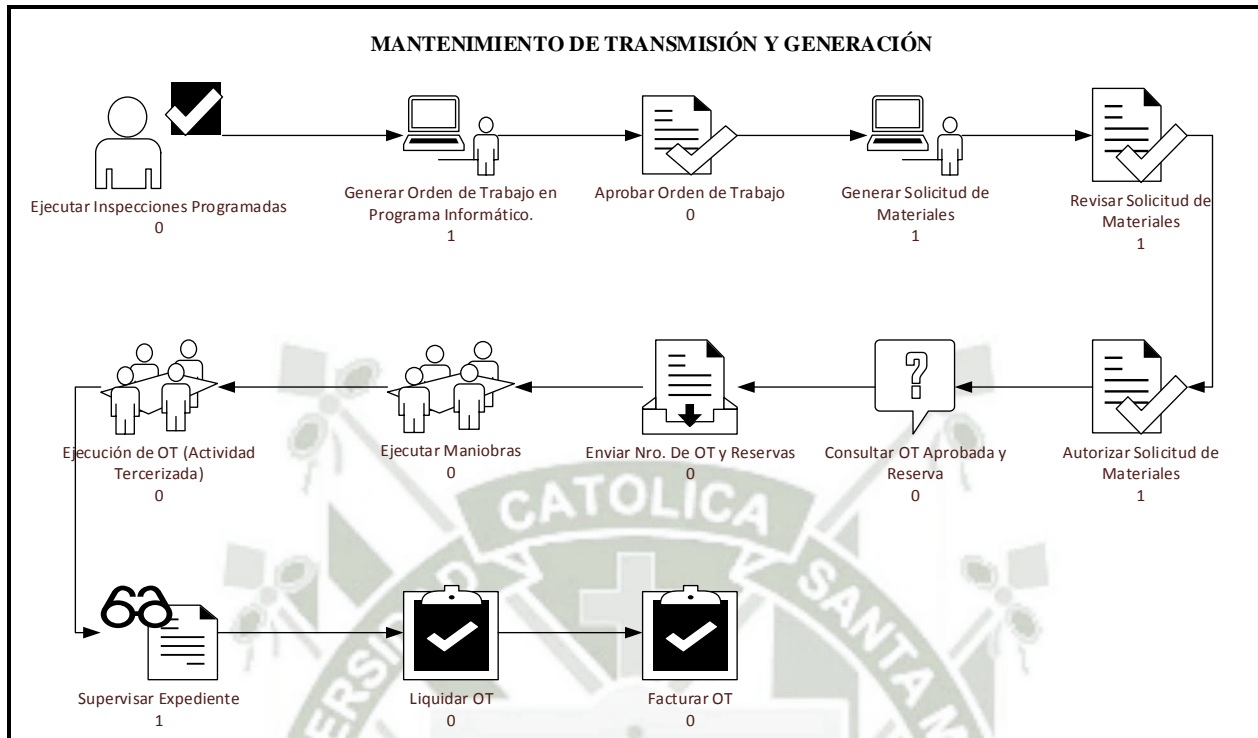 MANTENIMIENTO DE TRANSMISIÓN Y GENERACIÓN
Ejecutar Inspecciones Programadas
0
Generar Orden de Trabajo en
Programa Informático.
1
Aprobar Orden de Trabajo
0
Generar Solicitud de
Materiales
1
Revisar Solicitud de
Materiales
1
Autorizar Solicitud de
Materiales
1
Consultar OT Aprobada y
Reserva
0
Enviar Nro. De OT y Reservas
0
Ejecutar Maniobras
0
Ejecución de OT (Actividad
Tercerizada)
0
Supervisar Expediente
1
Liquidar OT
0
Facturar OT
0
CATOLICA
SANTA M
ERSID D